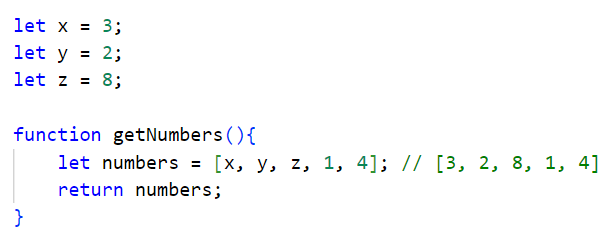 let x = 3;
let y = 2;
let z = 8;
function getNumbers(){
let numbers = [x, y, z, 1, 4]; // [3, 2, 8, 1, 4]
return numbers;
}